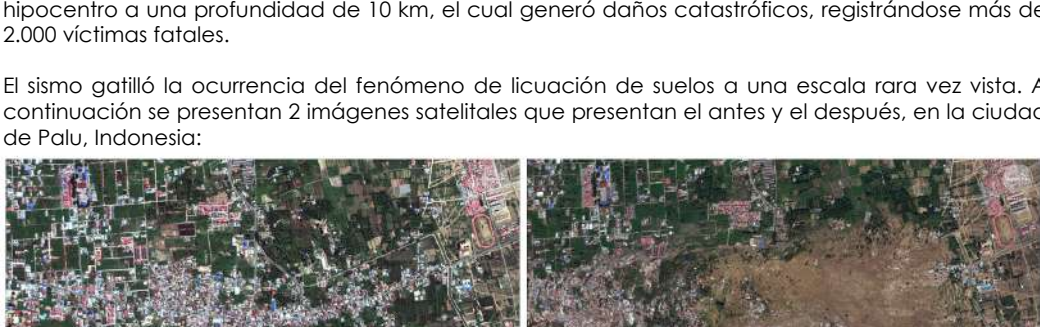 hipocentro a una profundidad de 10 km, el cual generó daños catastróficos, registrándose más de
2.000 víctimas fatales.
El sismo gatilló la ocurrencia del fenómeno de licuación de suelos a una escala rara vez vista. A
continuación se presentan 2 imágenes satelitales que presentan el antes y el después, en la ciudad
de Palu, Indonesia: